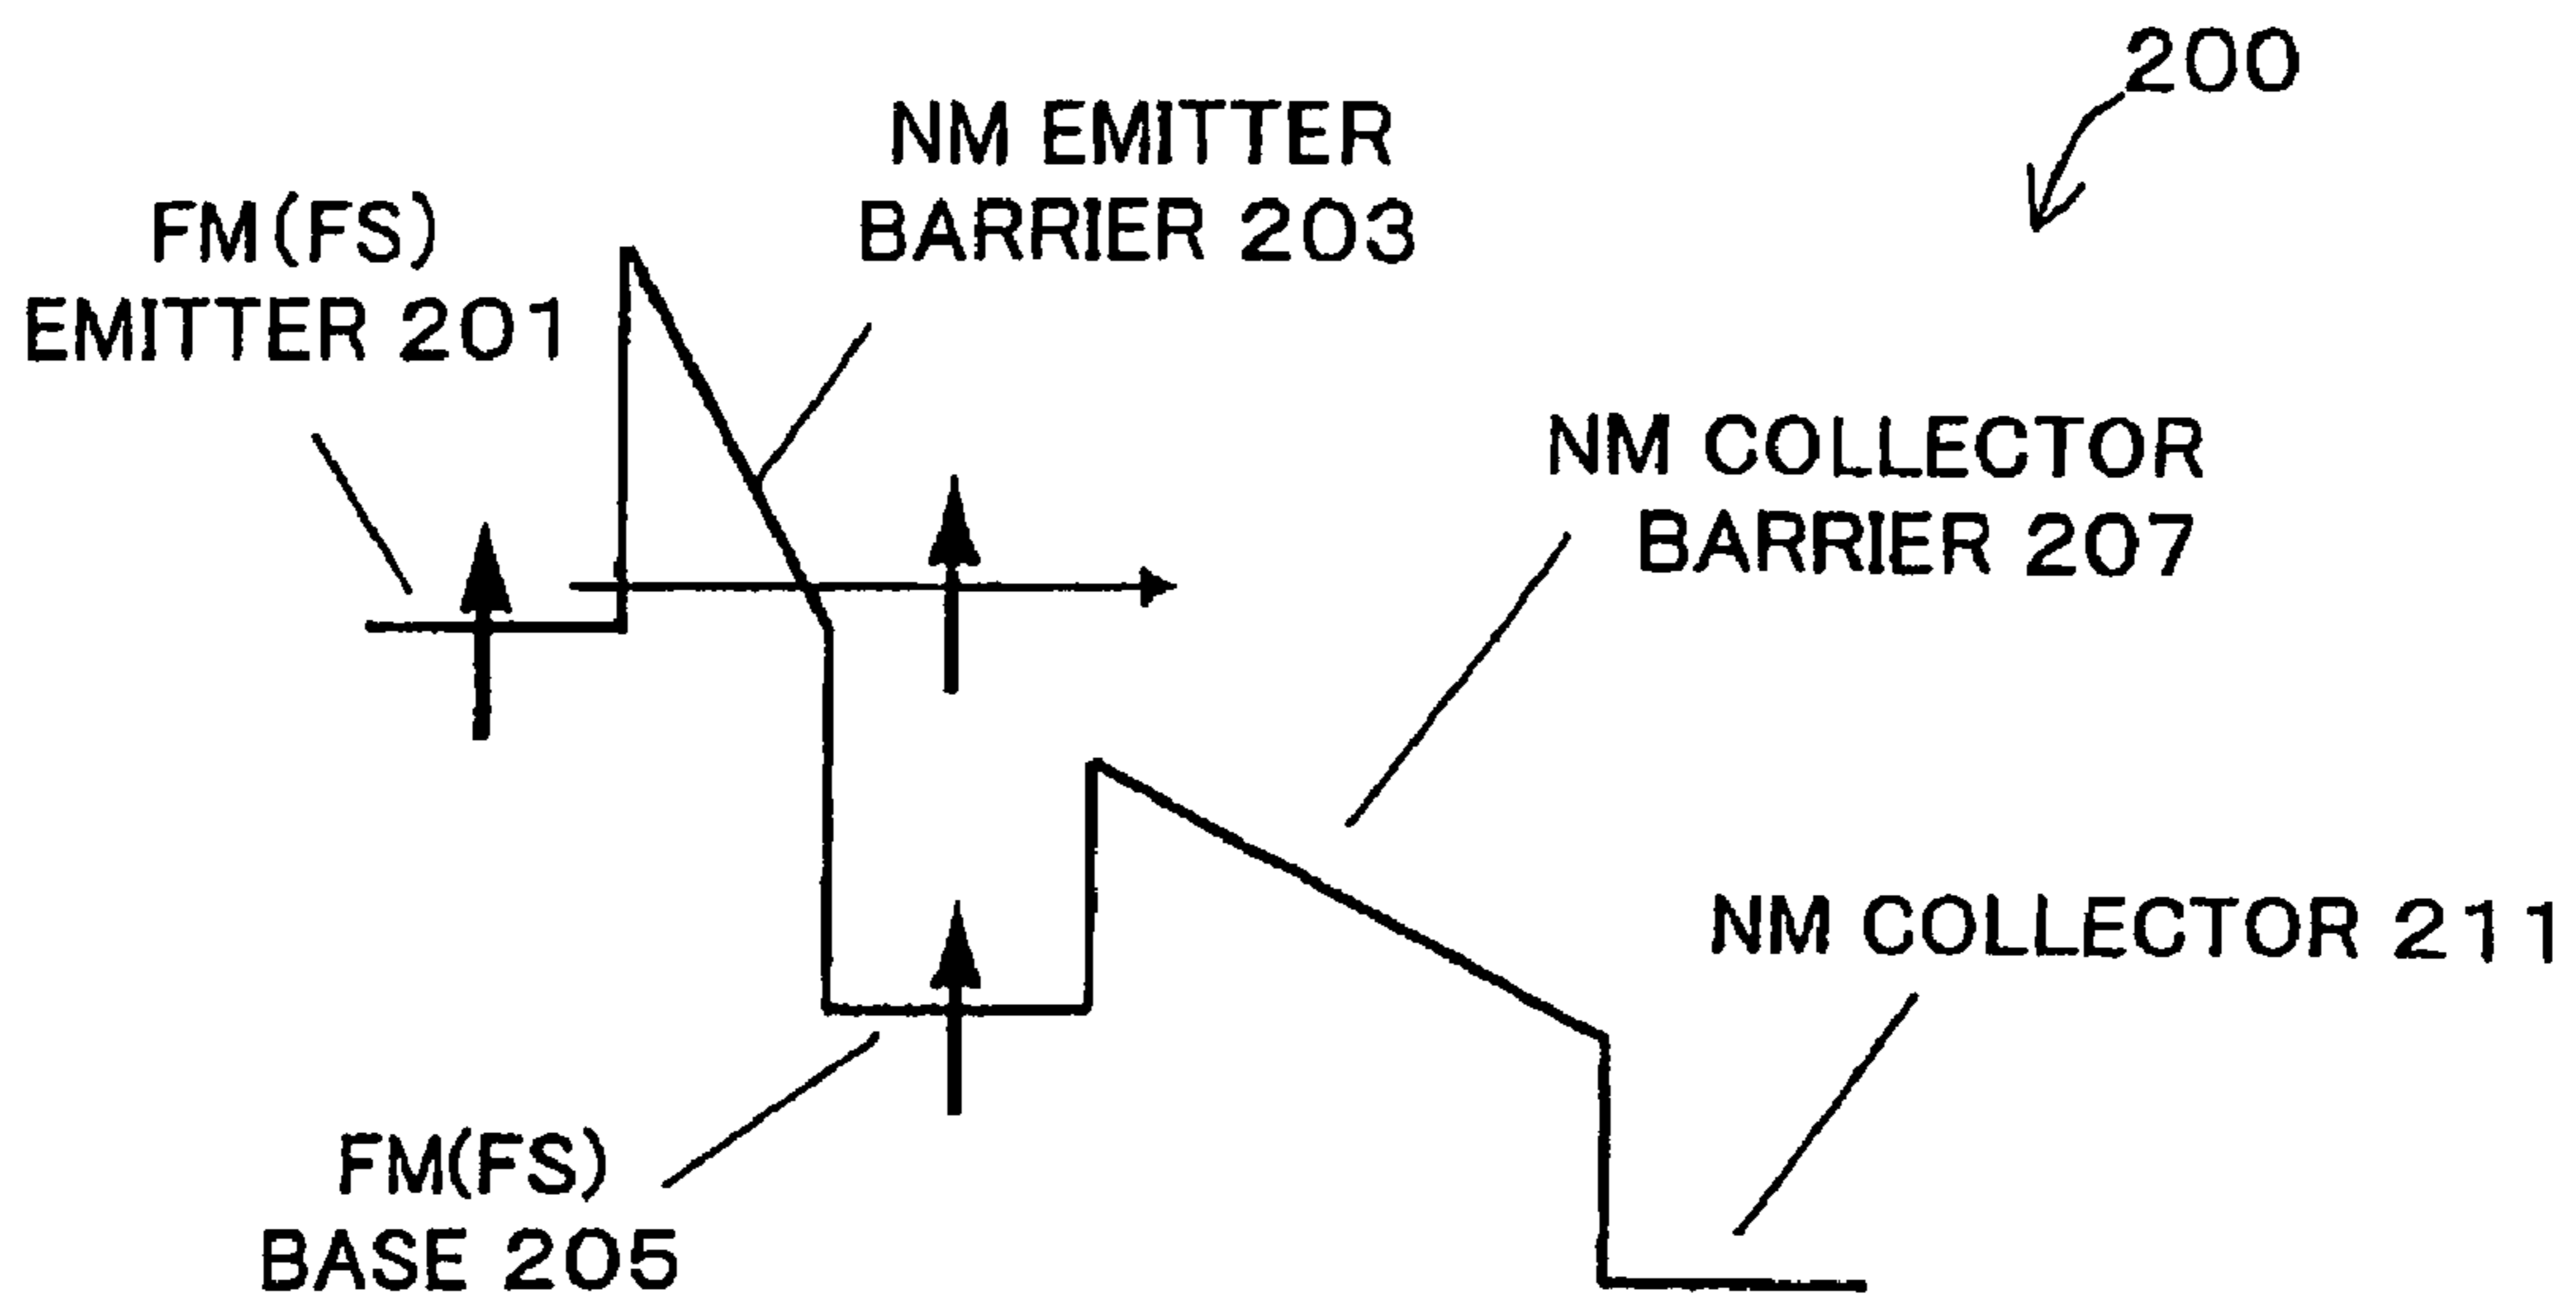 200
NM EMITTER
BARRIER 203
FM(FS)
EMITTER 201
NM COLLECTOR
BARRIER 207
NM COLLECTOR 211
FM(FS)
BASE 205